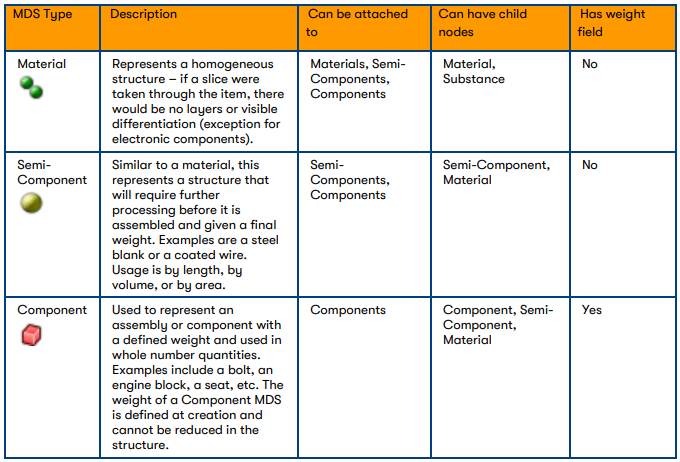 MDS Type
Description
Can be attached
to
Can have child
nodes
Has weight
field
Material
Represents a homogeneous
structure – if a slice were
taken through the item, there
would be no layers or visible
differentiation (exception for
electronic components).
Materials, Semi-
Components,
Components
Material,
Substance
No
Semi-
Component
Similar to a material, this
represents a structure that
will require further
processing before it is
assembled and given a final
weight. Examples are a steel
blank or a coated wire.
Usage is by length, by
volume, or by area.
Semi-
Components,
Components
Semi-Component,
Material
No
Component
Used to represent an
assembly or component with
a defined weight and used in
whole number quantities.
Examples include a bolt, an
engine block, a seat, etc. The
weight of a Component MDS
is defined at creation and
cannot be reduced in the
structure.
Components
Component, Semi-
Component,
Material
Yes